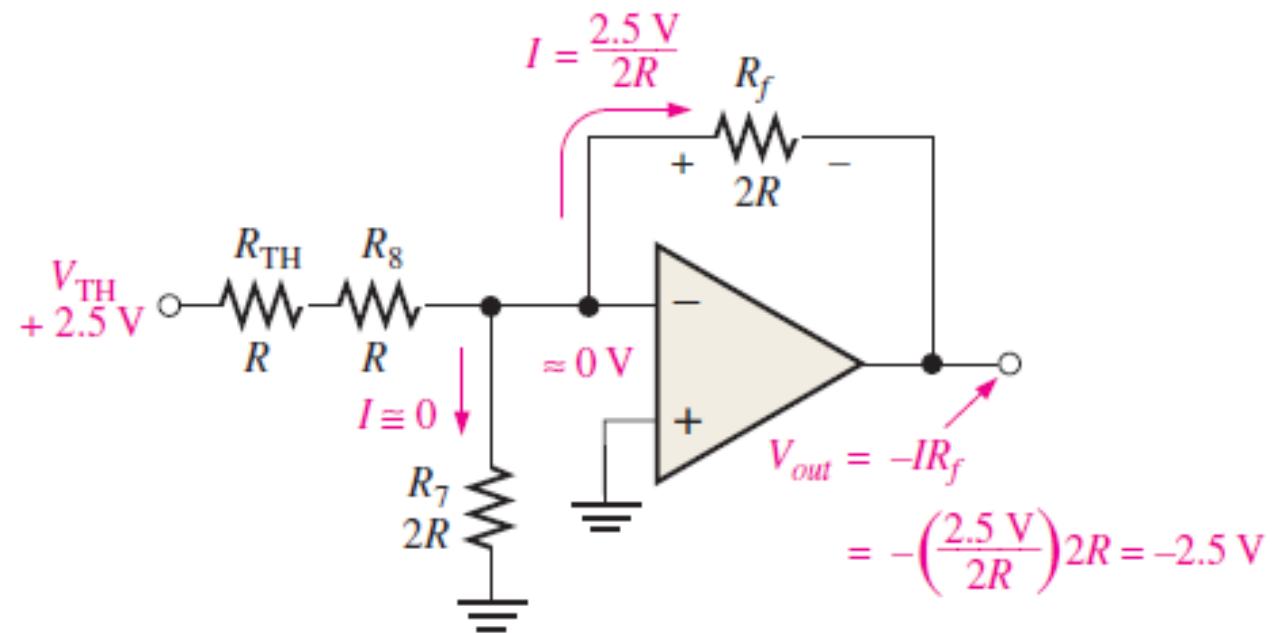 I = 2.5 V / 2R
R_f
+ −
2R
R_TH R_8
V_TH
+ 2.5 V
R R
−
≈ 0 V
I ≅ 0
+
V_out = –IR_f
R_7
2R
= –(2.5 V / 2R)2R = –2.5 V